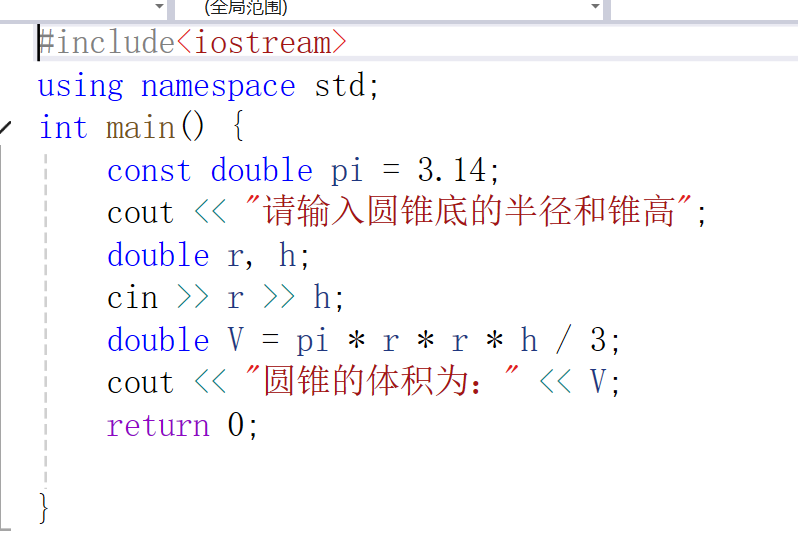 (全局范围)
#include<iostream>
using namespace std;
int main() {
const double pi = 3.14;
cout << "请输入圆锥底的半径和锥高";
double r, h;
cin >> r >> h;
double V = pi * r * r * h / 3;
cout << "圆锥的体积为：" << V;
return 0;
}